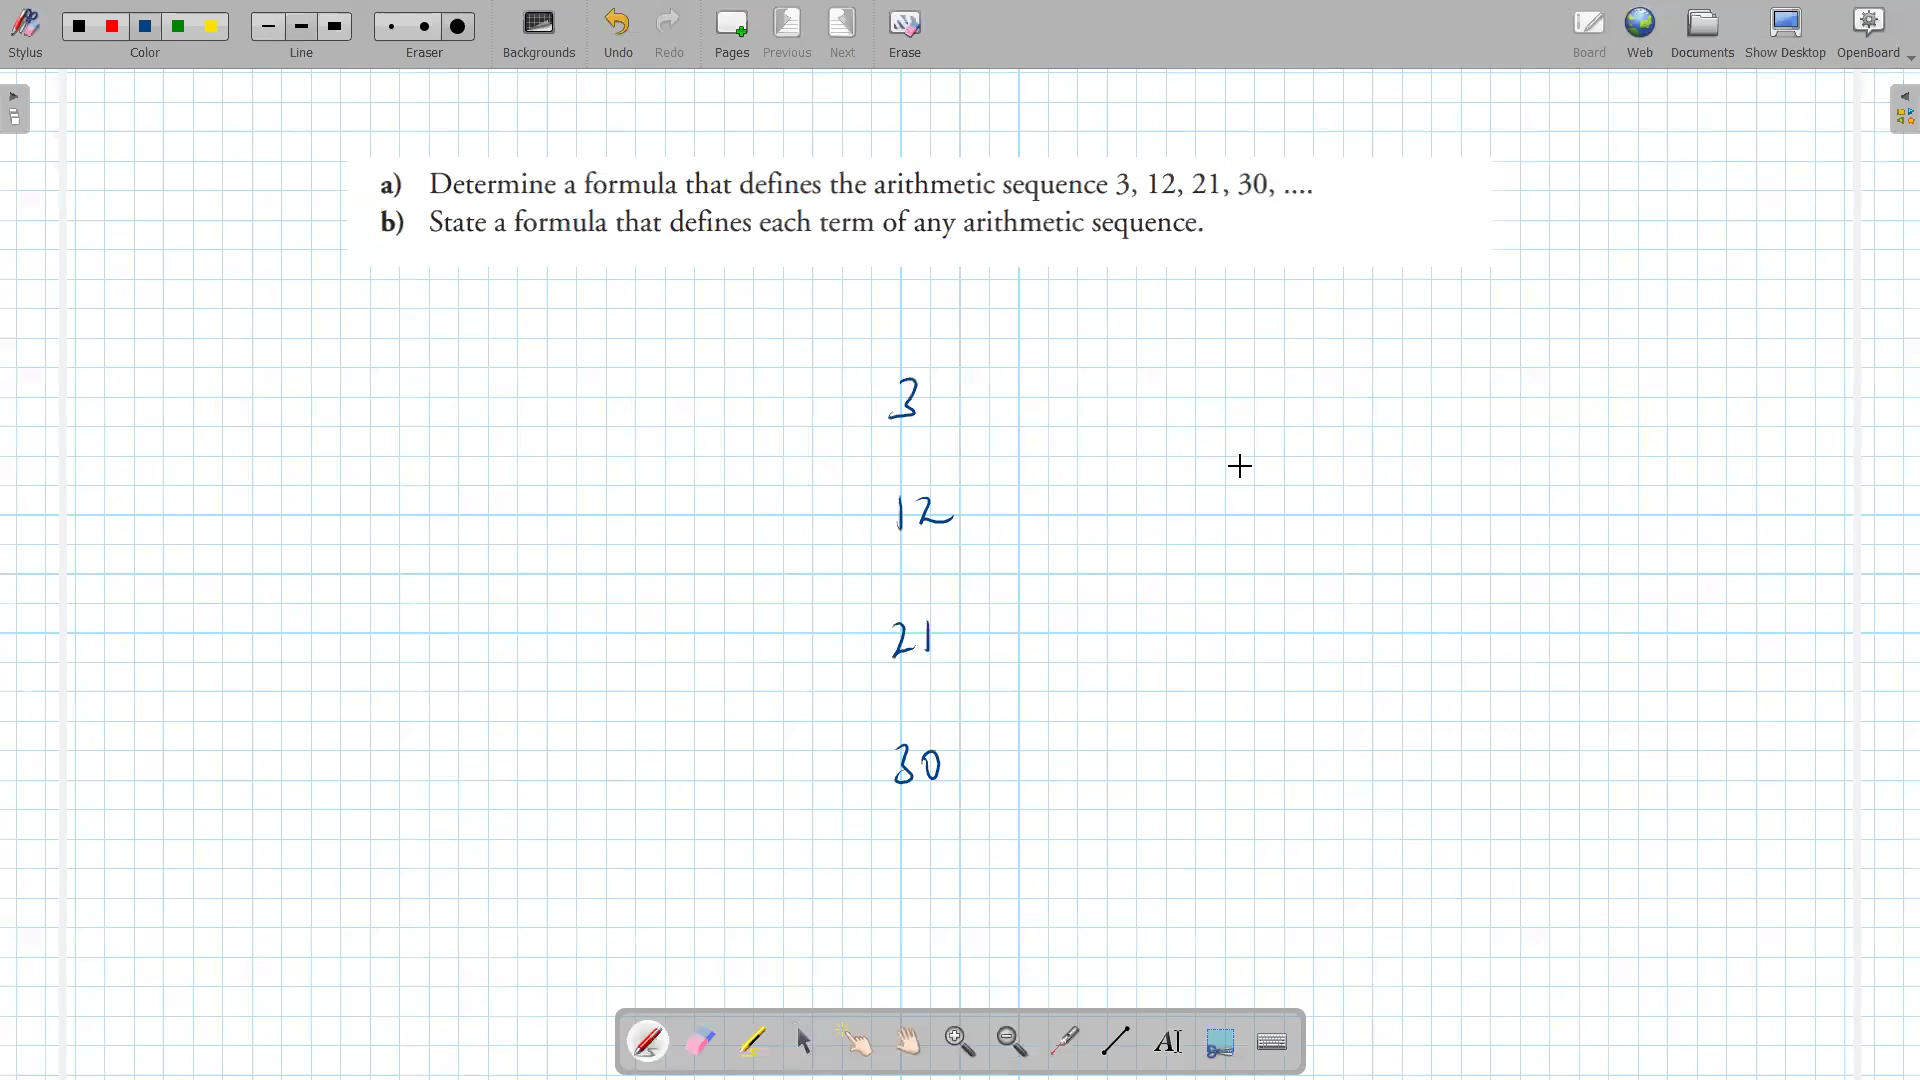 Stylus Color Line Eraser Backgrounds Undo Redo Pages Previous Next Erase Board Web Documents Show Desktop OpenBoard
a) Determine a formula that defines the arithmetic sequence 3, 12, 21, 30, ....
b) State a formula that defines each term of any arithmetic sequence.
3
12
21
30
AI